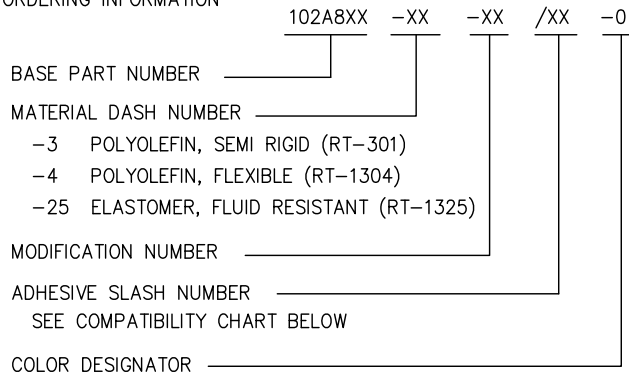 ORDERING INFORMATION
102A8XX -XX -XX /XX -0
BASE PART NUMBER
MATERIAL DASH NUMBER
-3 POLYOLEFIN, SEMI RIGID (RT-301)
-4 POLYOLEFIN, FLEXIBLE (RT-1304)
-25 ELASTOMER, FLUID RESISTANT (RT-1325)
MODIFICATION NUMBER
ADHESIVE SLASH NUMBER
SEE COMPATIBILITY CHART BELOW
COLOR DESIGNATOR